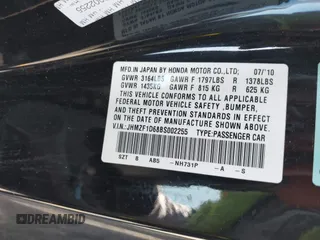 MFD. IN JAPAN BY HONDA MOTOR CO.,LTD. 07/'10
GVWR 3164LBS GAWR F 1797LBS R 1378LBS
GVWR 1435KG GAWR F 815 KG R 625 KG
THIS VEHICLE CONFORMS TO ALL APPLICABLE
FEDERAL MOTOR VEHICLE SAFETY ,BUMPER,
AND THEFT PREVENTION STANDARDS IN EFFECT ON
THE DATE OF MANUFACTURE SHOWN ABOVE.
V.I.N.: JHMZF1D68BS002255 TYPE:PASSENGER CAR
SZT 6 AB5 -NH731P -A -S
DREAMBID